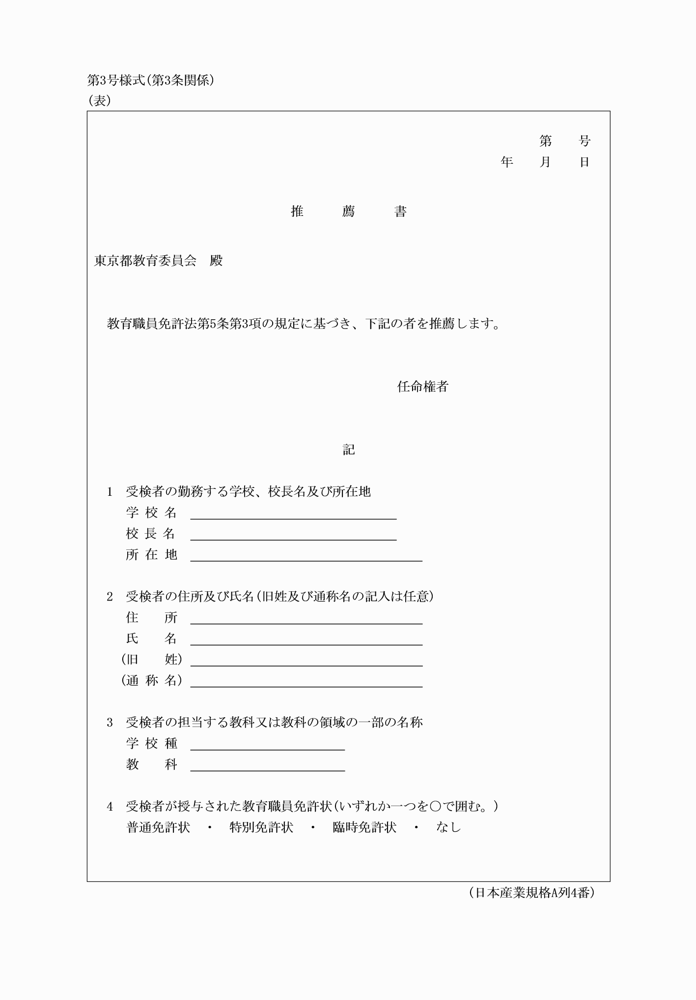 第3号様式（第3条関係）
（表）
第　　号
年　　月　　日
推　　　薦　　　書
東京都教育委員会　殿
教育職員免許法第5条第3項の規定に基づき、下記の者を推薦します。
任命権者
記
1　受検者の勤務する学校、校長名及び所在地
学 校 名
校 長 名
所 在 地
2　受検者の住所及び氏名（旧姓及び通称名の記入は任意）
住　　所
氏　　名
（旧　　姓）
（通 称 名）
3　受検者の担当する教科又は教科の領域の一部の名称
学 校 種
教　　科
4　受検者が授与された教育職員免許状（いずれか一つを〇で囲む。）
普通免許状　・　特別免許状　・　臨時免許状　・　なし
（日本産業規格A列4番）